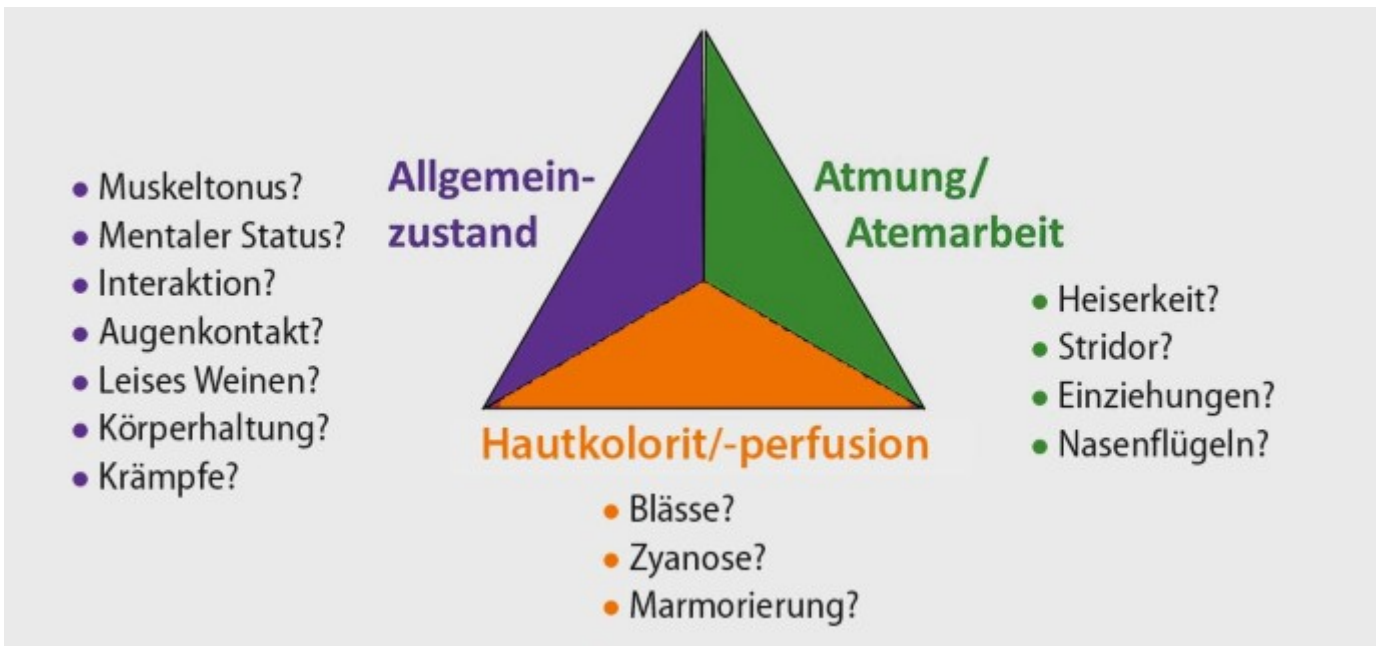 Allgemein-
zustand
• Muskeltonus?
• Mentaler Status?
• Interaktion?
• Augenkontakt?
• Leises Weinen?
• Körperhaltung?
• Krämpfe?
Atmung/
Atemarbeit
• Heiserkeit?
• Stridor?
• Einziehungen?
• Nasenflügeln?
Hautkolorit/-perfusion
• Blässe?
• Zyanose?
• Marmorierung?